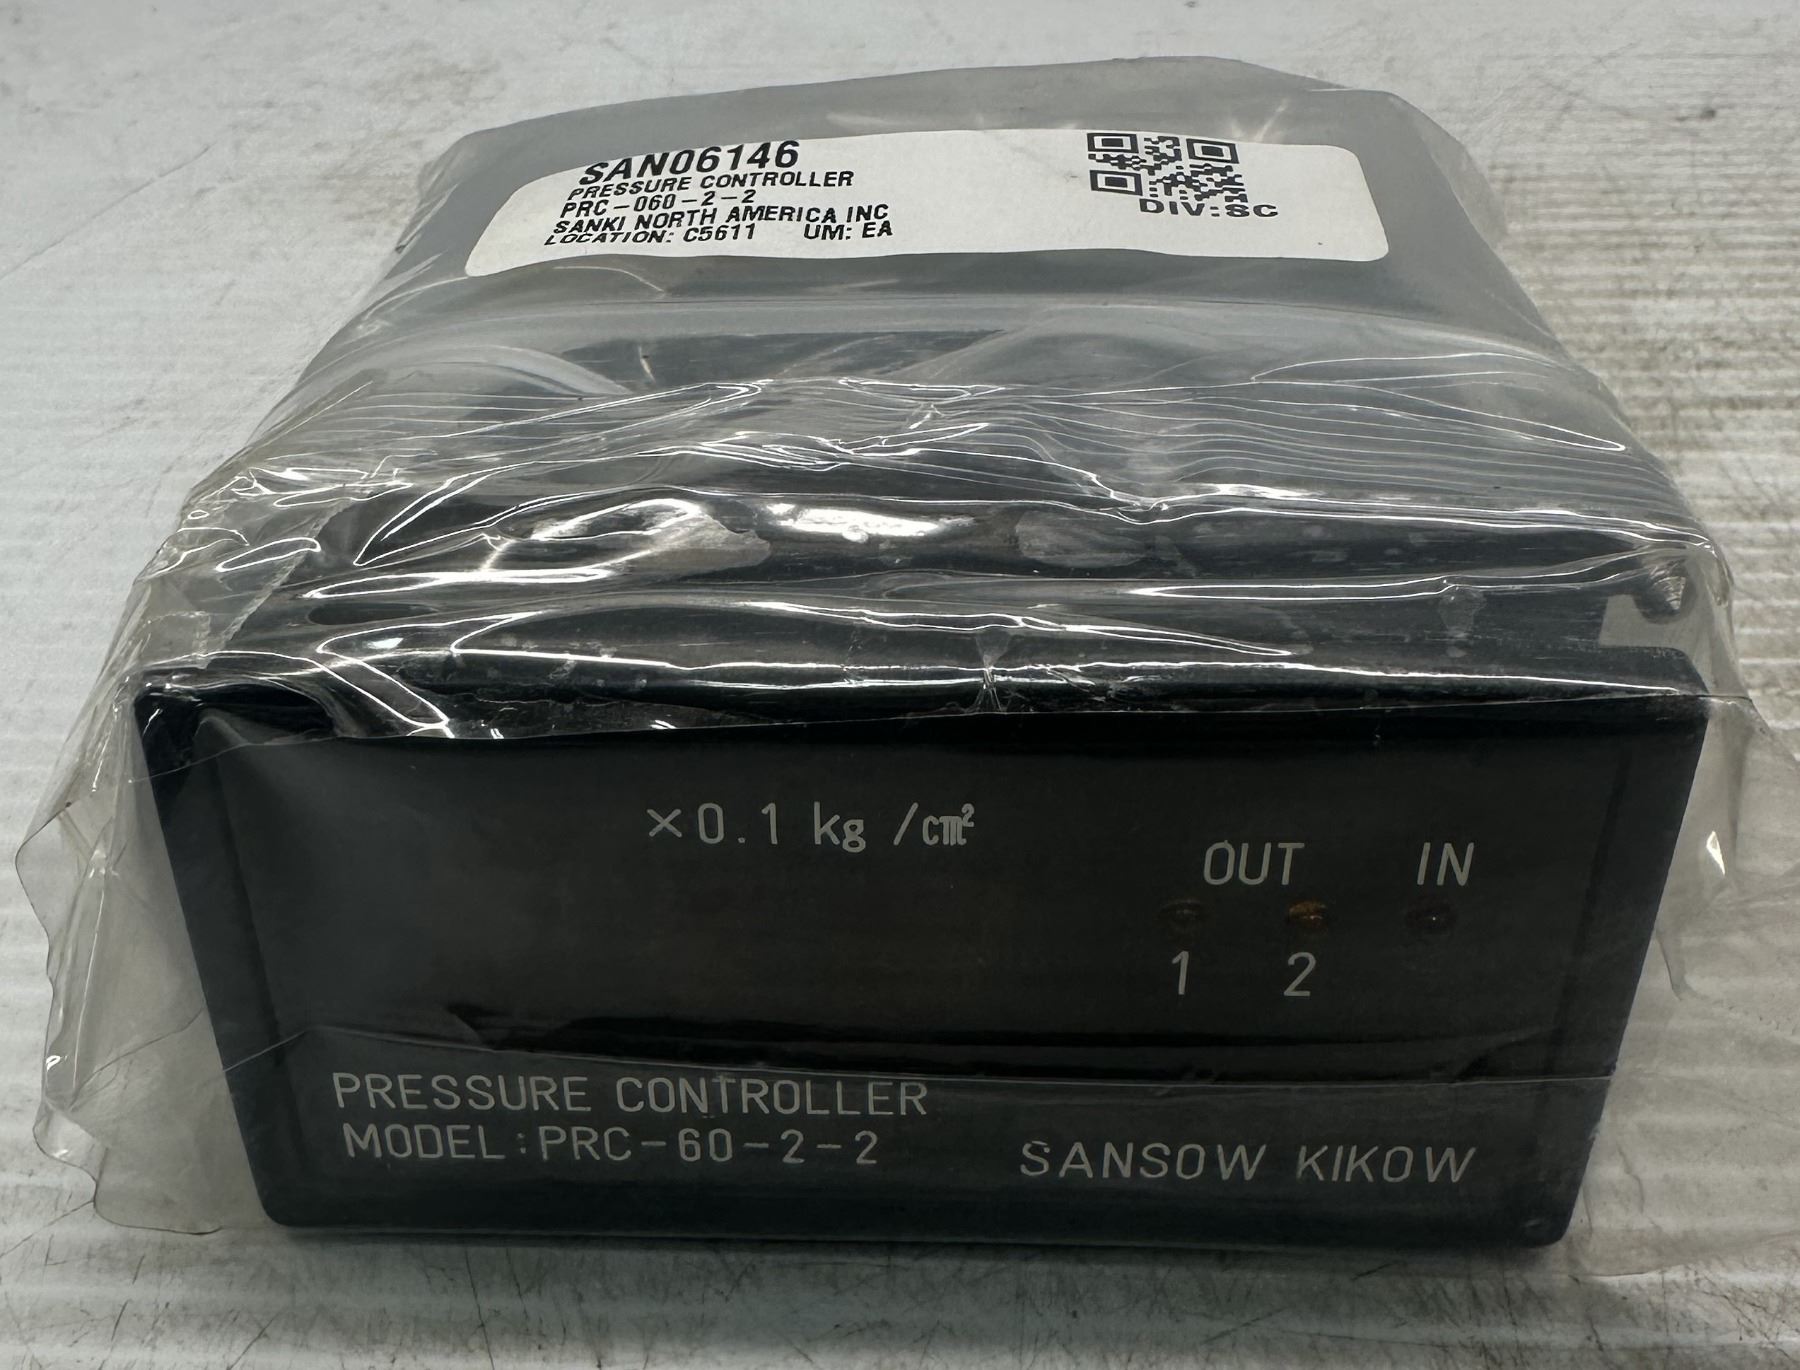 SAN06146
PRESSURE CONTROLLER
PRC-060-2-2
SANKI NORTH AMERICA INC
LOCATION: C5611 UM: EA
DIV:SC
×0.1 kg/cm²
OUT IN
1 2
PRESSURE CONTROLLER
MODEL:PRC-60-2-2
SANSOW KIKOW